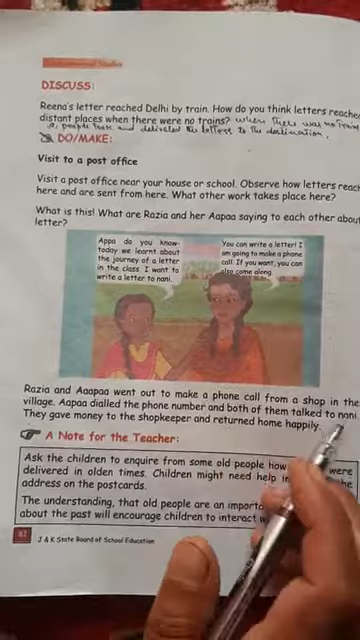 Environmental Studies
DISCUSS:
Reena's letter reached Delhi by train. How do you think letters reached
distant places when there were no trains? when there was no train
people took and delivered the letters to the destination.
DO/MAKE:
Visit to a post office
Visit a post office near your house or school. Observe how letters reach
here and are sent from here. What other work takes place here?
What is this! What are Razia and her Aapaa saying to each other about
letter?
Appa do you know-
today we learnt about
the journey of a letter
in the class. I want to
write a letter to nani.
You can write a letter! I
am going to make a phone
call. If you want, you can
also come along
Razia and Aaapaa went out to make a phone call from a shop in the
village. Aapaa dialled the phone number and both of them talked to nani.
They gave money to the shopkeeper and returned home happily.
A Note for the Teacher:
Ask the children to enquire from some old people how were
delivered in olden times. Children might need help in the
address on the postcards.
The understanding, that old people are an
about the past will encourage children to interact
82
J & K State Board of School Education